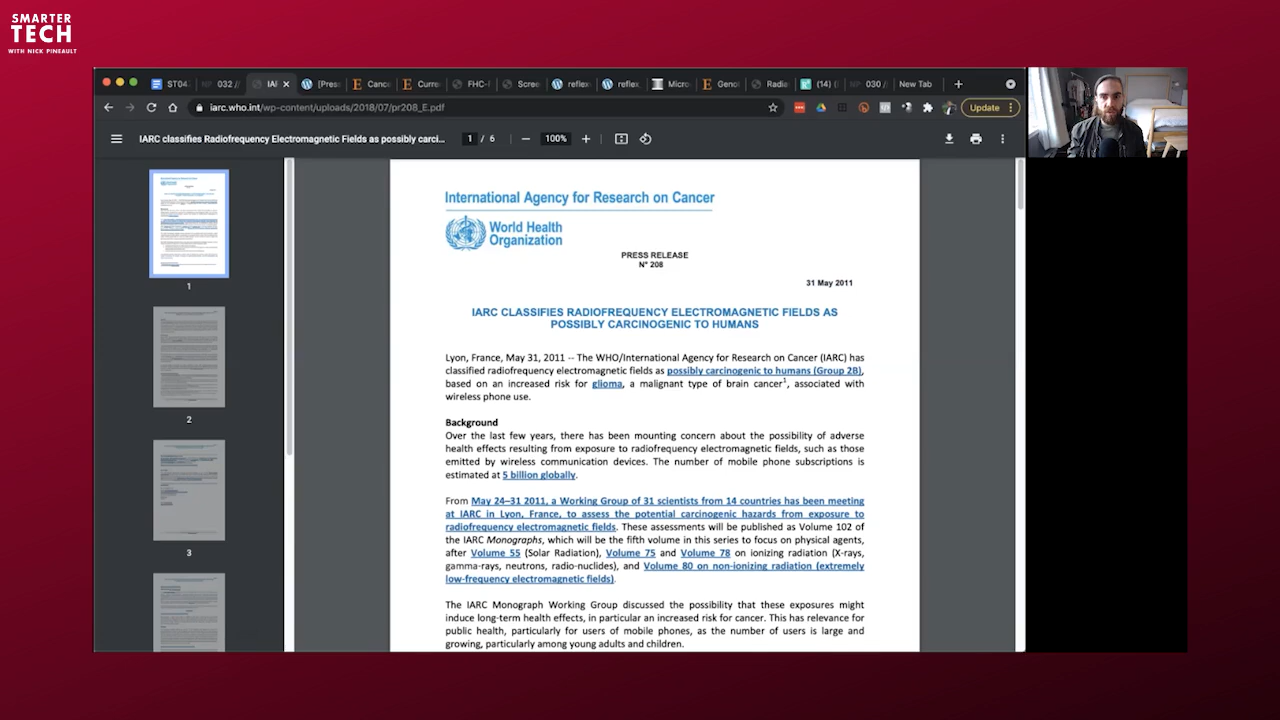 SMARTER
TECH
WITH NICK PINEAULT
ST04
032 //
IAR
[Pres
Canc
Curre
FHC-
Scree
reflex
reflex
Micro
Geno
Radia
(14) (
030 /
New Tab
iarc.who.int/wp-content/uploads/2018/07/pr208_E.pdf
Update
IARC classifies Radiofrequency Electromagnetic Fields as possibly carci...
1 / 6
100%
International Agency for Research on Cancer
World Health
Organization
PRESS RELEASE
N° 208
31 May 2011
IARC CLASSIFIES RADIOFREQUENCY ELECTROMAGNETIC FIELDS AS
POSSIBLY CARCINOGENIC TO HUMANS
Lyon, France, May 31, 2011 -- The WHO/International Agency for Research on Cancer (IARC) has
classified radiofrequency electromagnetic fields as possibly carcinogenic to humans (Group 2B),
based on an increased risk for glioma, a malignant type of brain cancer1, associated with
wireless phone use.
Background
Over the last few years, there has been mounting concern about the possibility of adverse
health effects resulting from exposure to radiofrequency electromagnetic fields, such as those
emitted by wireless communication devices. The number of mobile phone subscriptions is
estimated at 5 billion globally.
From May 24–31 2011, a Working Group of 31 scientists from 14 countries has been meeting
at IARC in Lyon, France, to assess the potential carcinogenic hazards from exposure to
radiofrequency electromagnetic fields. These assessments will be published as Volume 102 of
the IARC Monographs, which will be the fifth volume in this series to focus on physical agents,
after Volume 55 (Solar Radiation), Volume 75 and Volume 78 on ionizing radiation (X-rays,
gamma-rays, neutrons, radio-nuclides), and Volume 80 on non-ionizing radiation (extremely
low-frequency electromagnetic fields).
The IARC Monograph Working Group discussed the possibility that these exposures might
induce long-term health effects, in particular an increased risk for cancer. This has relevance for
public health, particularly for users of mobile phones, as the number of users is large and
growing, particularly among young adults and children.
1
2
3